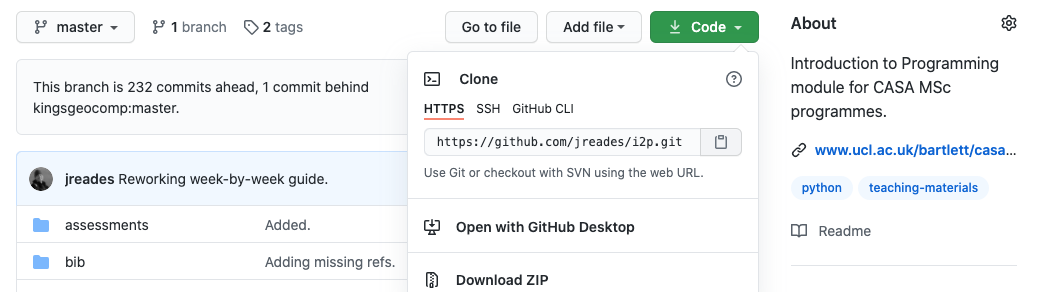 master
1 branch
2 tags
Go to file
Add file
Code
This branch is 232 commits ahead, 1 commit behind
kingsgeocomp:master.
jreades Reworking week-by-week guide.
assessments Added.
bib Adding missing refs.
Clone
HTTPS SSH GitHub CLI
https://github.com/jreades/i2p.git
Use Git or checkout with SVN using the web URL.
Open with GitHub Desktop
Download ZIP
About
Introduction to Programming
module for CASA MSc
programmes.
www.ucl.ac.uk/bartlett/casa...
python teaching-materials
Readme